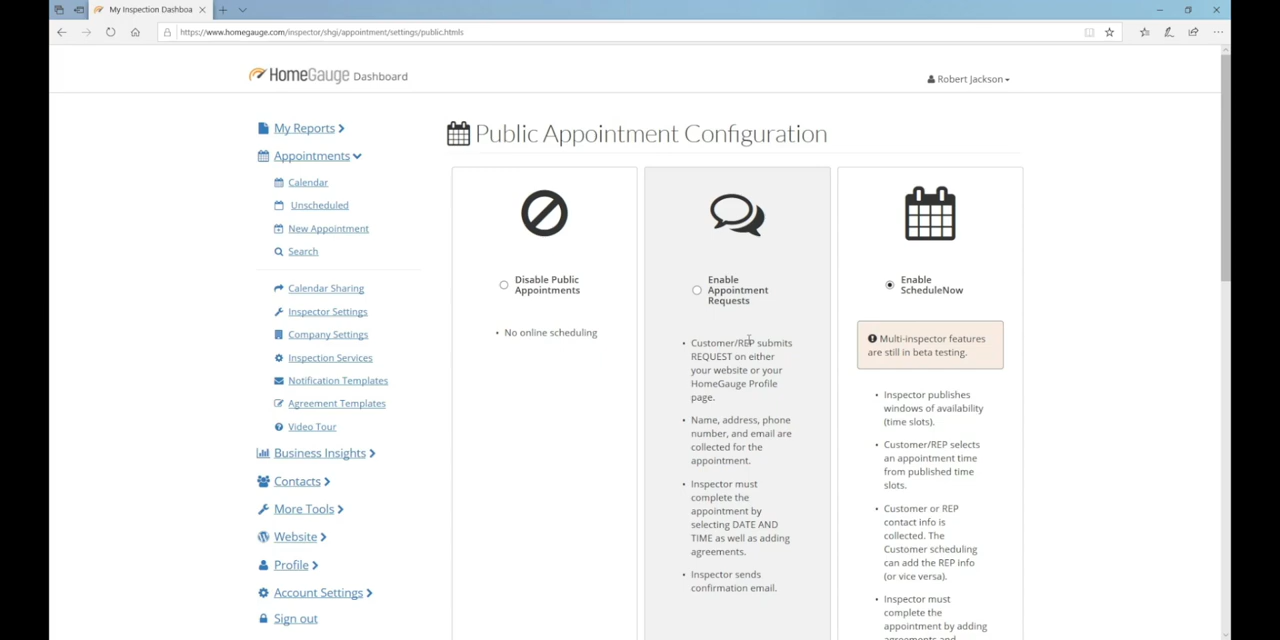 My Inspection Dashboa
https://www.homegauge.com/inspector/shgi/appointment/settings/public.htmls
HomeGauge Dashboard
Robert Jackson
My Reports
Appointments
Calendar
Unscheduled
New Appointment
Search
Calendar Sharing
Inspector Settings
Company Settings
Inspection Services
Notification Templates
Agreement Templates
Video Tour
Business Insights
Contacts
More Tools
Website
Profile
Account Settings
Sign out
Public Appointment Configuration
Disable Public
Appointments
• No online scheduling
Enable
Appointment
Requests
• Customer/REP submits
REQUEST on either
your website or your
HomeGauge Profile
page.
• Name, address, phone
number, and email are
collected for the
appointment.
• Inspector must
complete the
appointment by
selecting DATE AND
TIME as well as adding
agreements.
• Inspector sends
confirmation email.
Enable
ScheduleNow
Multi-inspector features
are still in beta testing.
• Inspector publishes
windows of availability
(time slots).
• Customer/REP selects
an appointment time
from published time
slots.
• Customer or REP
contact info is
collected. The
Customer scheduling
can add the REP info
(or vice versa).
• Inspector must
complete the
appointment by adding
agreements and